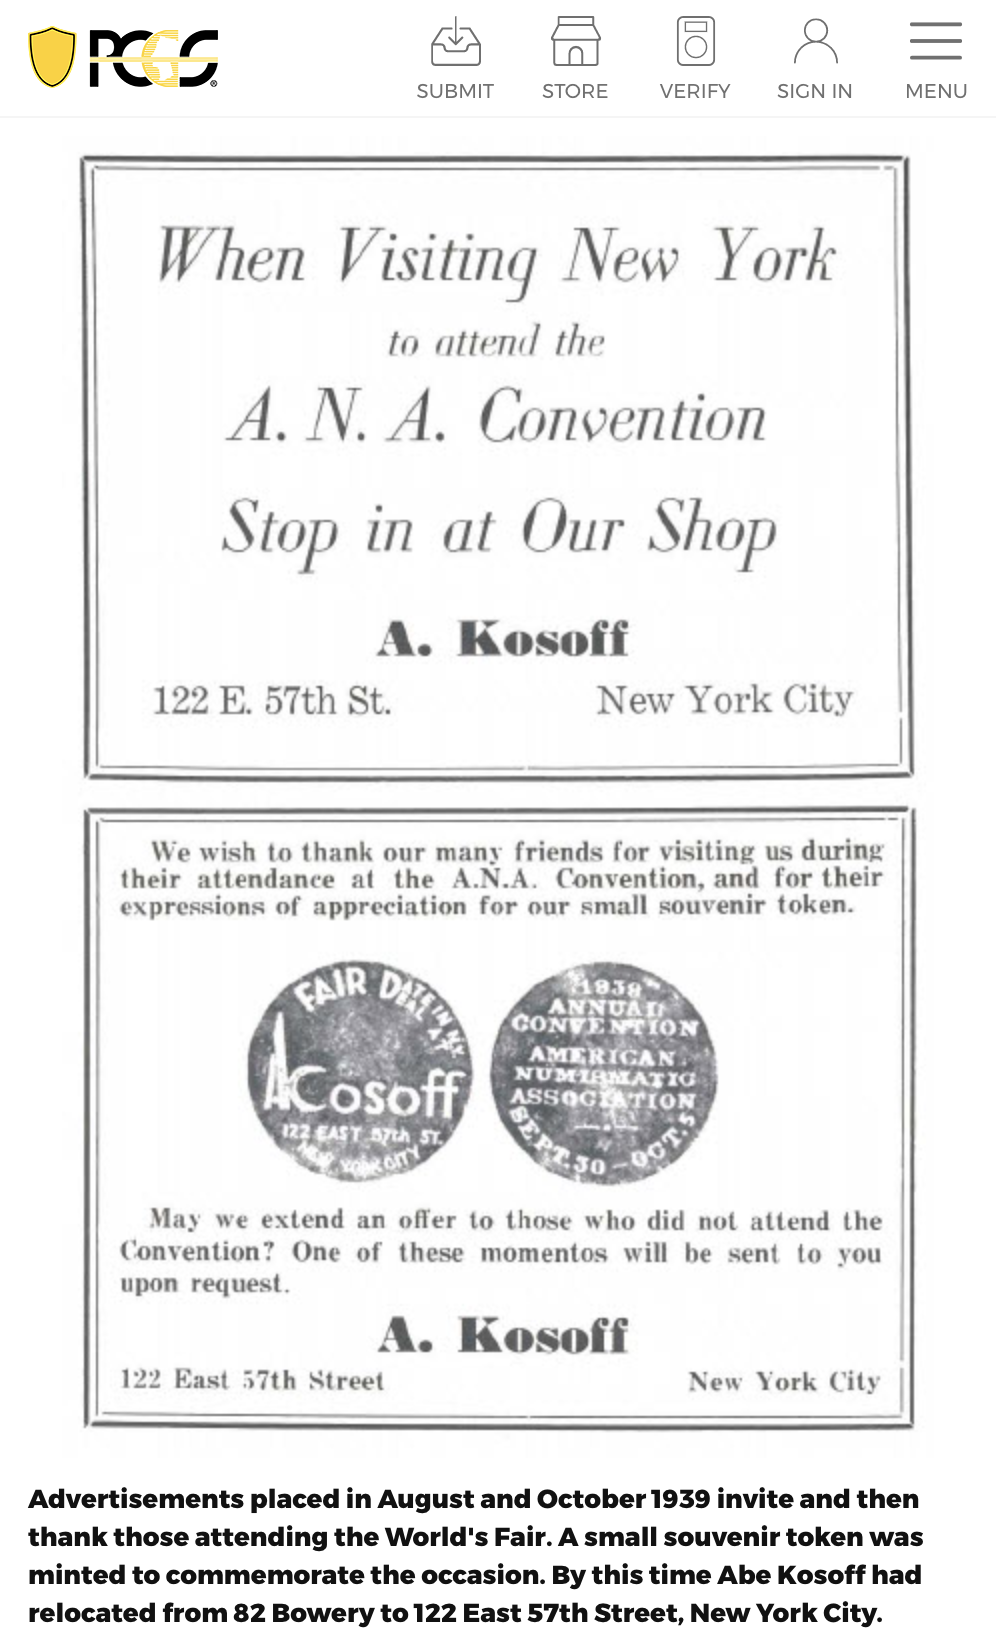 PCGS
SUBMIT STORE VERIFY SIGN IN MENU
When Visiting New York
to attend the
A. N. A. Convention
Stop in at Our Shop
A. Kosoff
122 E. 57th St. New York City
We wish to thank our many friends for visiting us during
their attendance at the A.N.A. Convention, and for their
expressions of appreciation for our small souvenir token.
FAIR DATE IN N.Y.
DEAL AT
ACosoff
122 EAST 57th ST.
NEW YORK CITY
1939
ANNUAL
CONVENTION
AMERICAN
NUMISMATIC
ASSOCIATION
SEPT. 30 - OCT. 5
May we extend an offer to those who did not attend the
Convention? One of these momentos will be sent to you
upon request.
A. Kosoff
122 East 57th Street New York City
Advertisements placed in August and October 1939 invite and then
thank those attending the World's Fair. A small souvenir token was
minted to commemorate the occasion. By this time Abe Kosoff had
relocated from 82 Bowery to 122 East 57th Street, New York City.